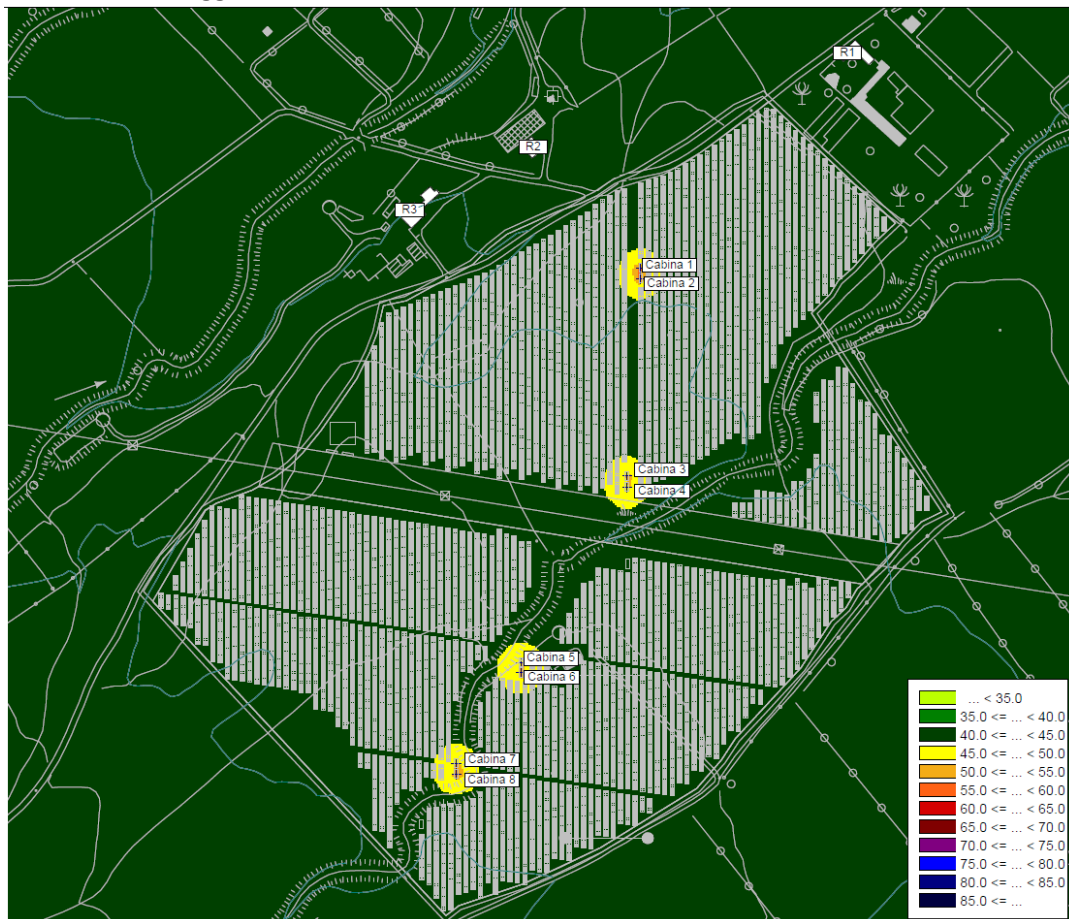 R1
R2
R3
Cabina 1
Cabina 2
Cabina 3
Cabina 4
Cabina 5
Cabina 6
Cabina 7
Cabina 8
... < 35.0
35.0 <= ... < 40.0
40.0 <= ... < 45.0
45.0 <= ... < 50.0
50.0 <= ... < 55.0
55.0 <= ... < 60.0
60.0 <= ... < 65.0
65.0 <= ... < 70.0
70.0 <= ... < 75.0
75.0 <= ... < 80.0
80.0 <= ... < 85.0
85.0 <= ...